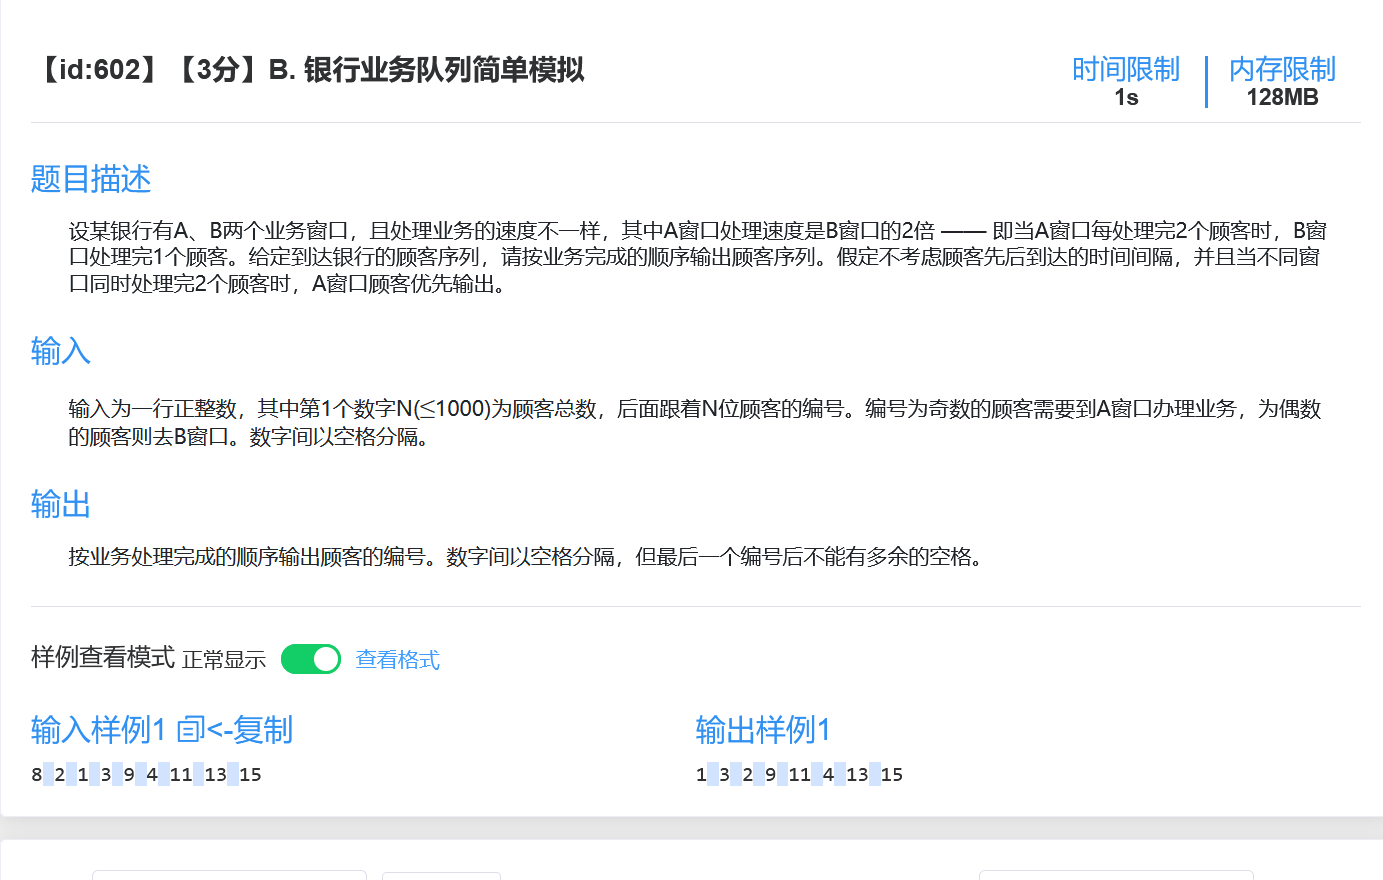 【id:602】【3分】B. 银行业务队列简单模拟
时间限制
1s
内存限制
128MB
题目描述
设某银行有A、B两个业务窗口，且处理业务的速度不一样，其中A窗口处理速度是B窗口的2倍 —— 即当A窗口每处理完2个顾客时，B窗
口处理完1个顾客。给定到达银行的顾客序列，请按业务完成的顺序输出顾客序列。假定不考虑顾客先后到达的时间间隔，并且当不同窗
口同时处理完2个顾客时，A窗口顾客优先输出。
输入
输入为一行正整数，其中第1个数字N(≤1000)为顾客总数，后面跟着N位顾客的编号。编号为奇数的顾客需要到A窗口办理业务，为偶数
的顾客则去B窗口。数字间以空格分隔。
输出
按业务处理完成的顺序输出顾客的编号。数字间以空格分隔，但最后一个编号后不能有多余的空格。
样例查看模式 正常显示 查看格式
输入样例1 <-复制
8 2 1 3 9 4 11 13 15
输出样例1
1 3 2 9 11 4 13 15